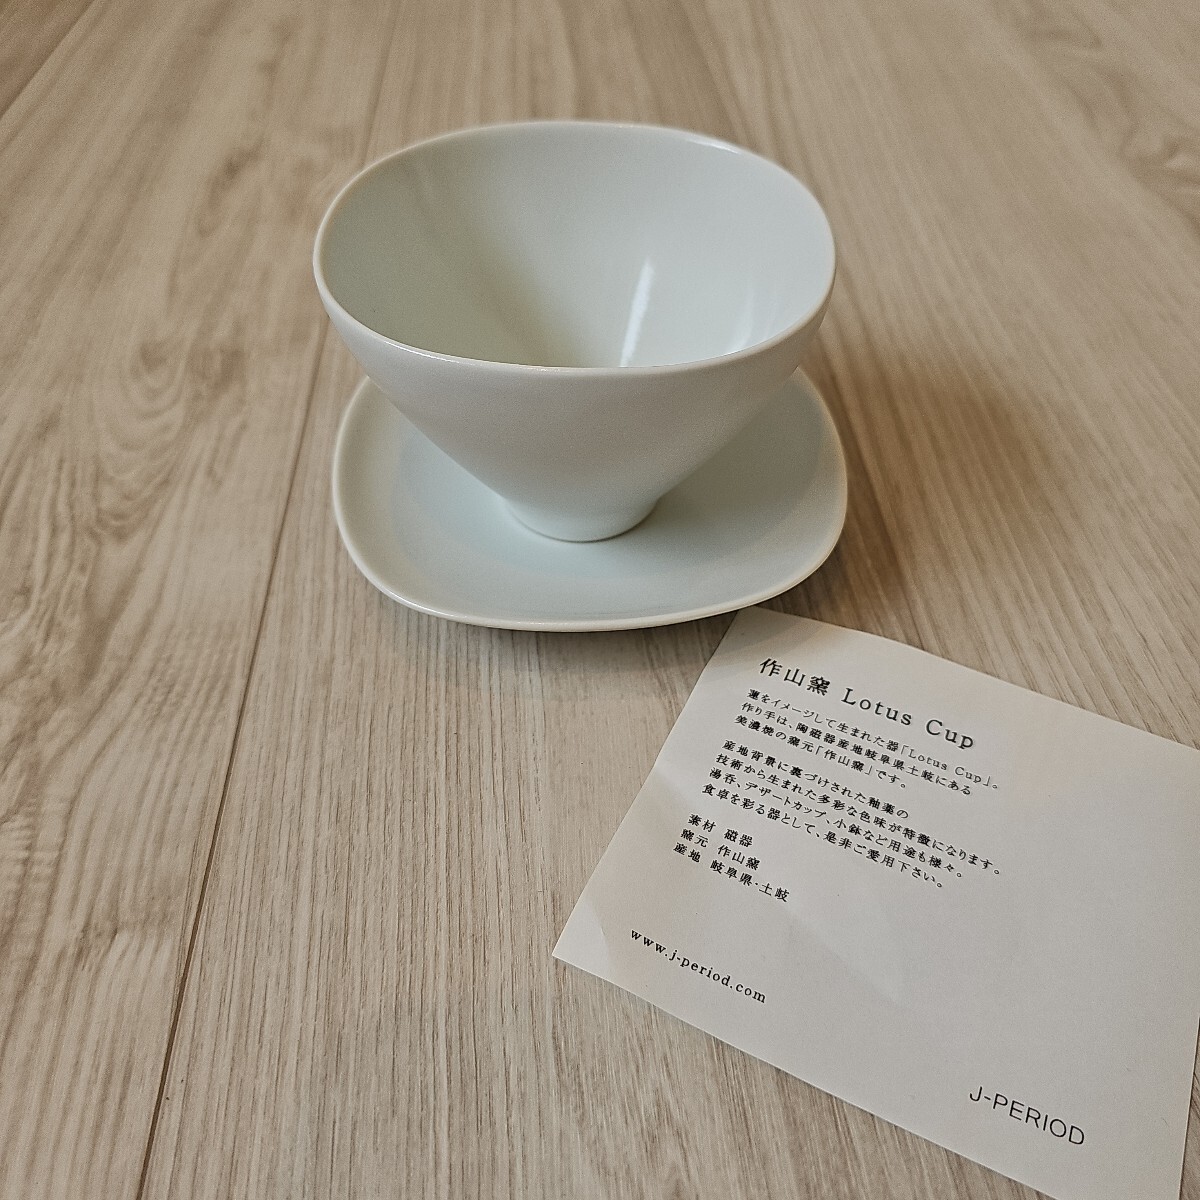 作山窯 Lotus Cup
蓮をイメージして生まれた器「Lotus Cup」。
作り手は、陶磁器産地岐阜県土岐にある
美濃焼の窯元「作山窯」です。
産地背景に裏づけされた釉薬の
技術から生まれた多彩な色味が特徴になります。
湯呑、デザートカップ、小鉢など用途も様々。
食卓を彩る器として、是非ご愛用下さい。
素材 磁器
窯元 作山窯
産地 岐阜県・土岐
www.j-period.com
J-PERIOD